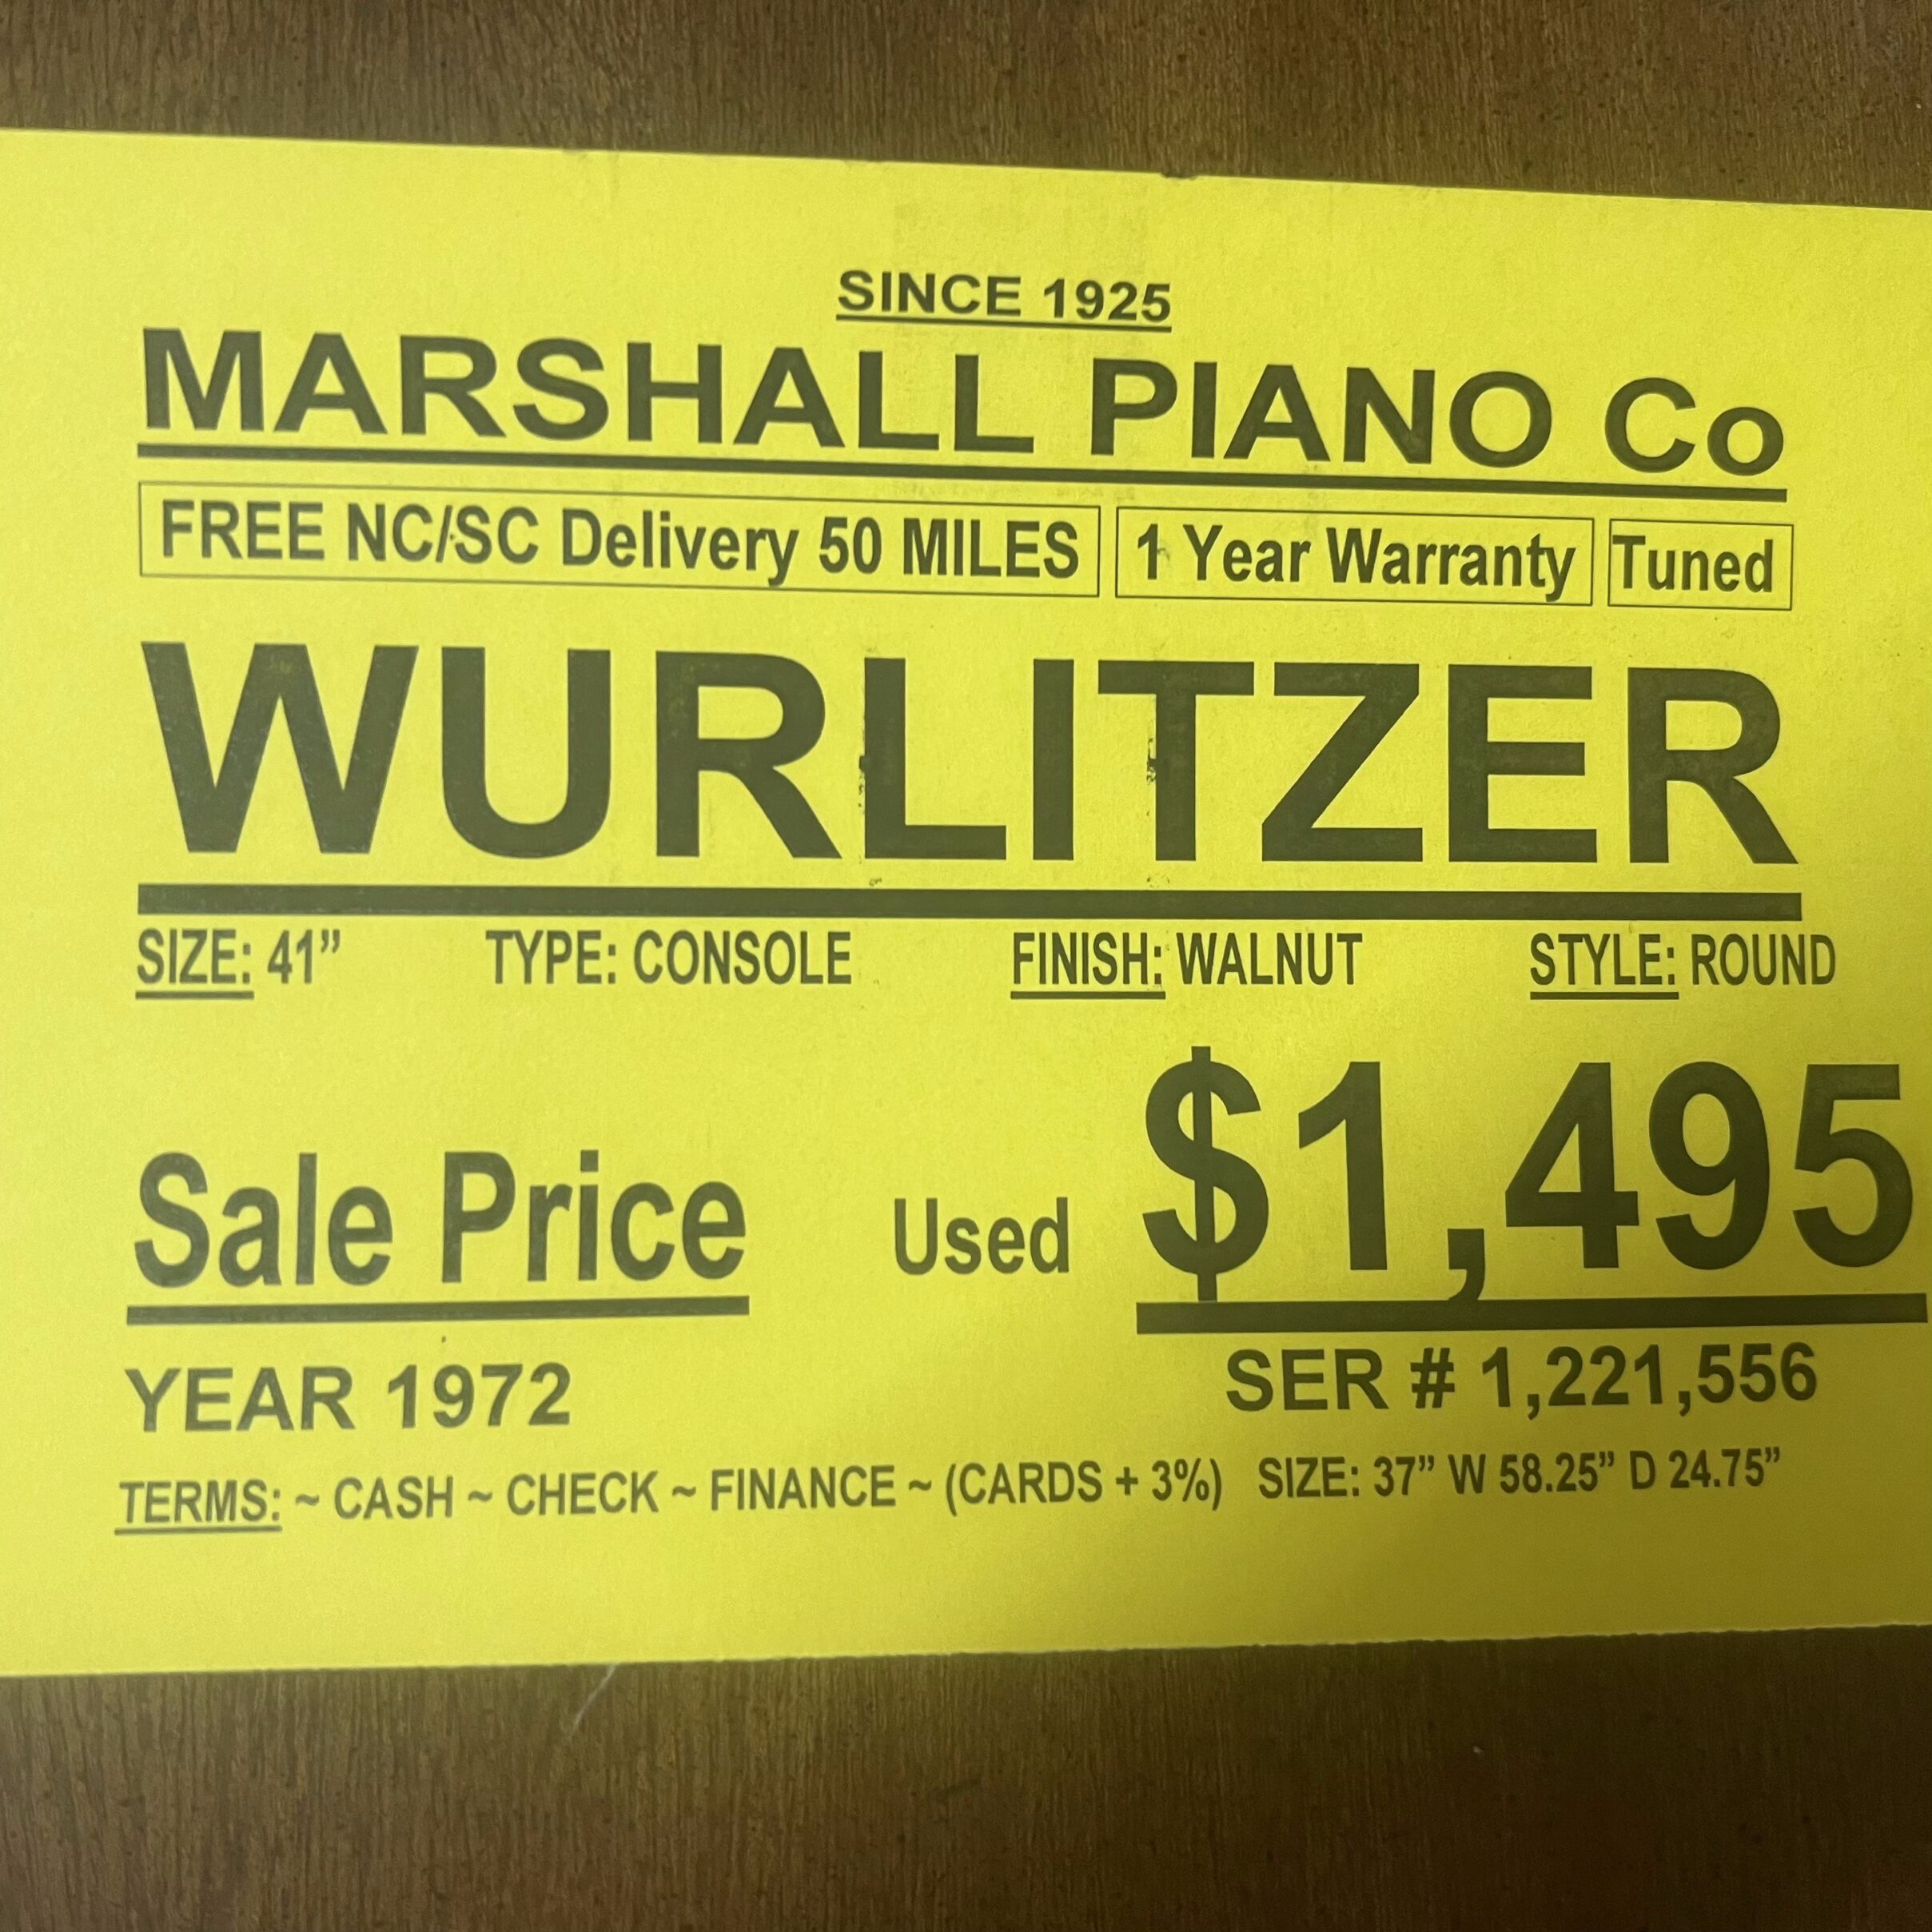 SINCE 1925
MARSHALL PIANO Co
FREE NC/SC Delivery 50 MILES 1 Year Warranty Tuned
WURLITZER
SIZE: 41” TYPE: CONSOLE FINISH: WALNUT STYLE: ROUND
Sale Price Used $1,495
YEAR 1972 SER # 1,221,556
TERMS: ~ CASH ~ CHECK ~ FINANCE ~ (CARDS + 3%) SIZE: 37” W 58.25” D 24.75”